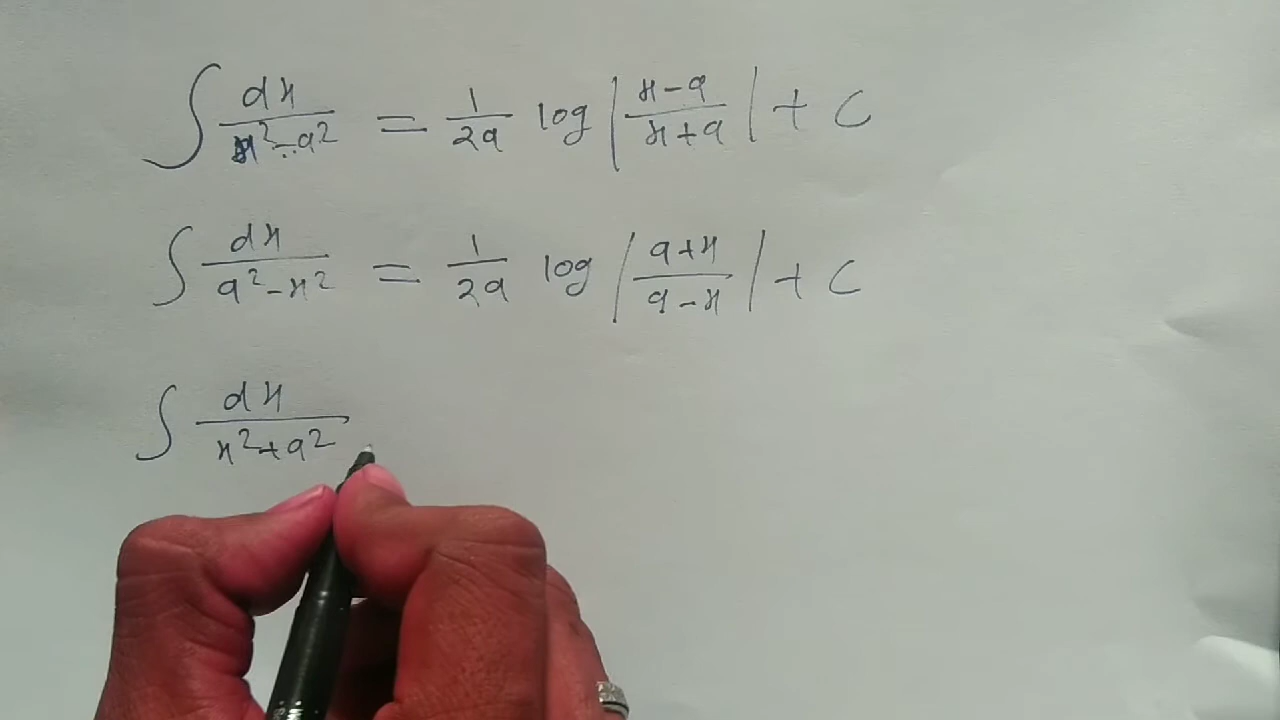 ∫ dx/(x²-a²) = 1/(2a) log |(x-a)/(x+a)| + C
∫ dx/(a²-x²) = 1/(2a) log |(a+x)/(a-x)| + C
∫ dx/(x²+a²)